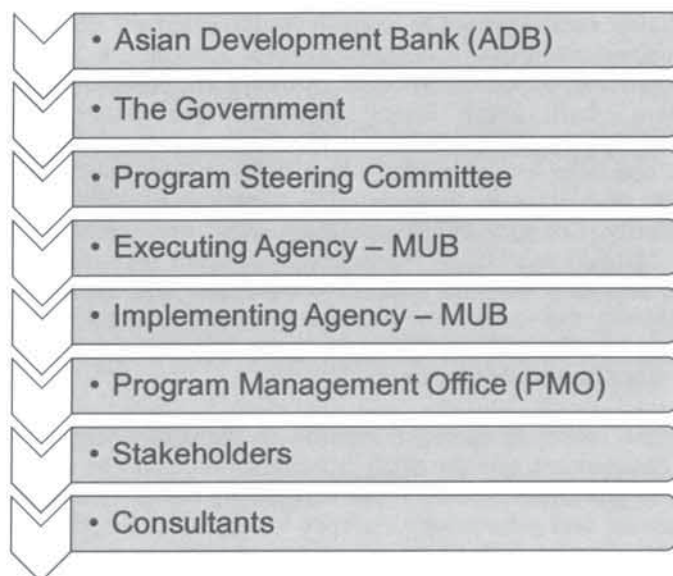 • Asian Development Bank (ADB)
• The Government
• Program Steering Committee
• Executing Agency – MUB
• Implementing Agency – MUB
• Program Management Office (PMO)
• Stakeholders
• Consultants